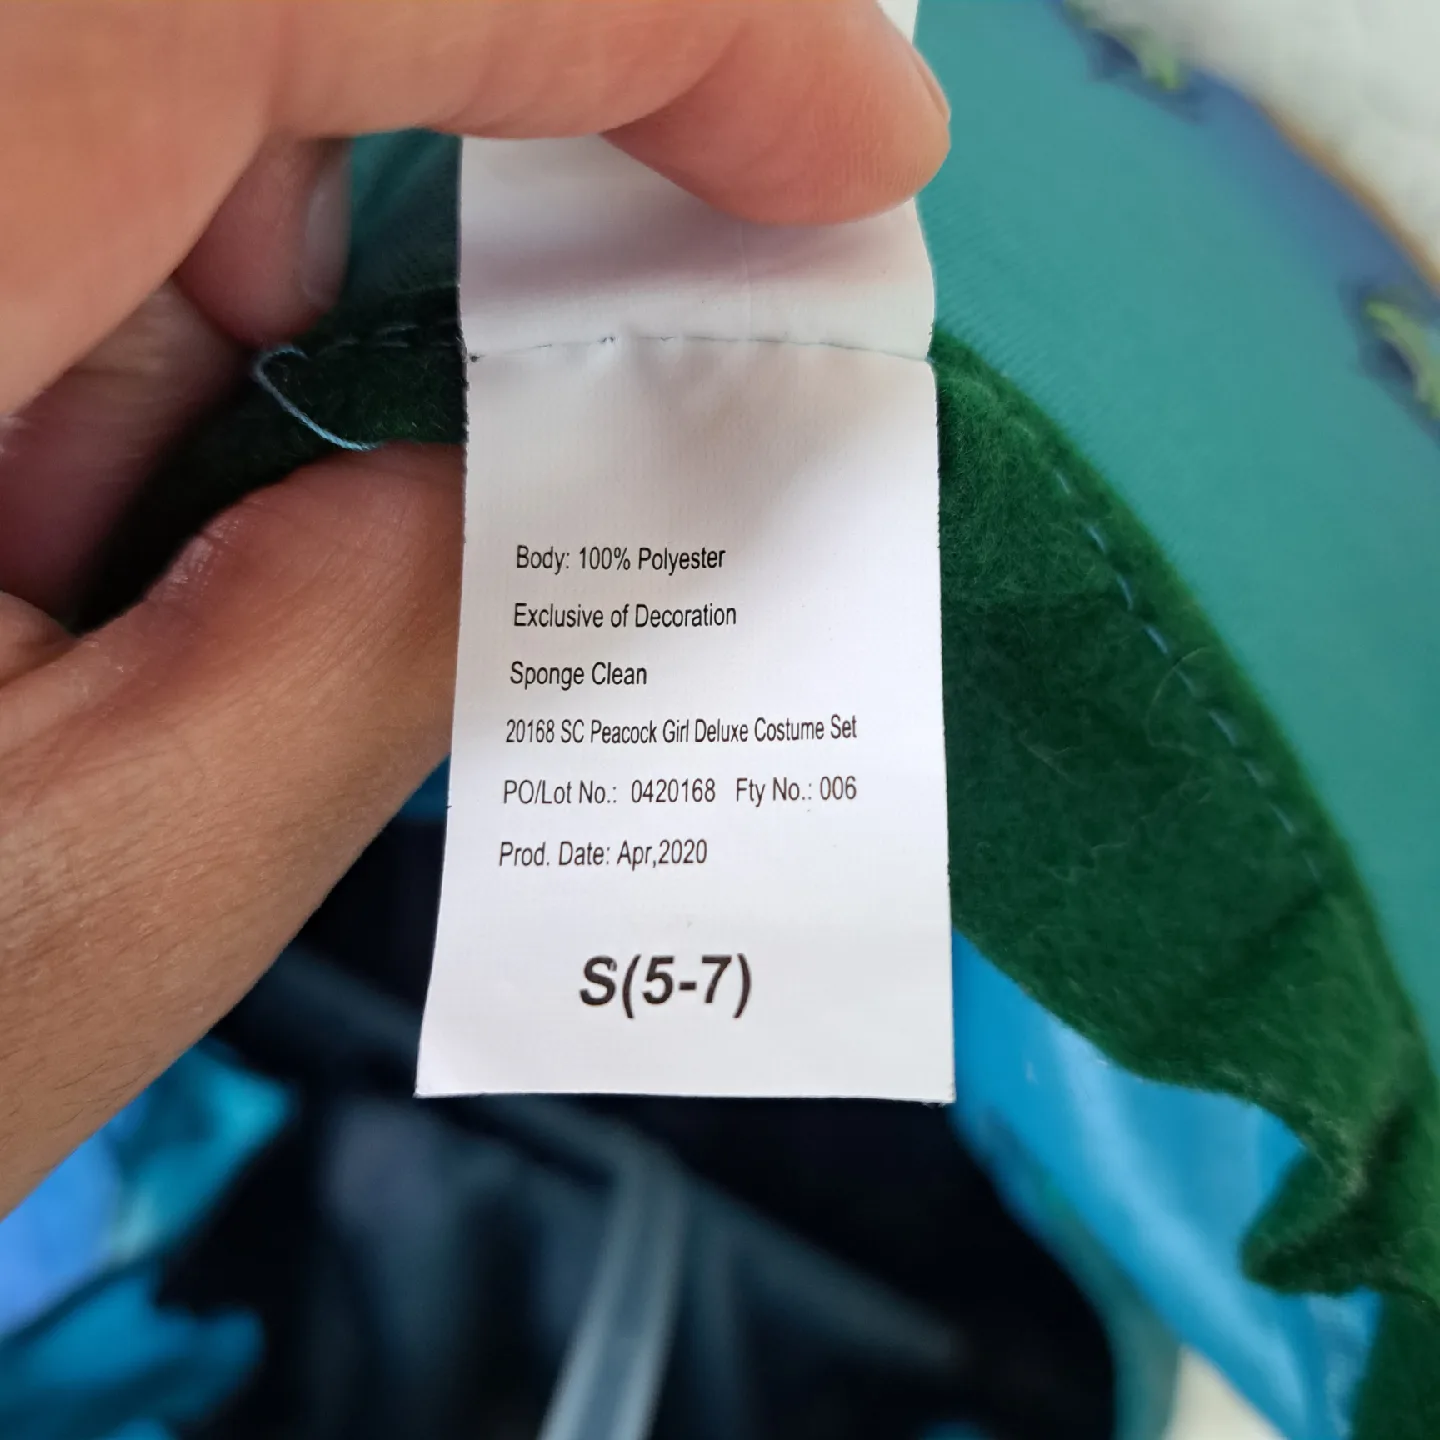 Body: 100% Polyester
Exclusive of Decoration
Sponge Clean
20168 SC Peacock Girl Deluxe Costume Set
PO/Lot No.: 0420168 Fty No.: 006
Prod. Date: Apr,2020
S(5-7)